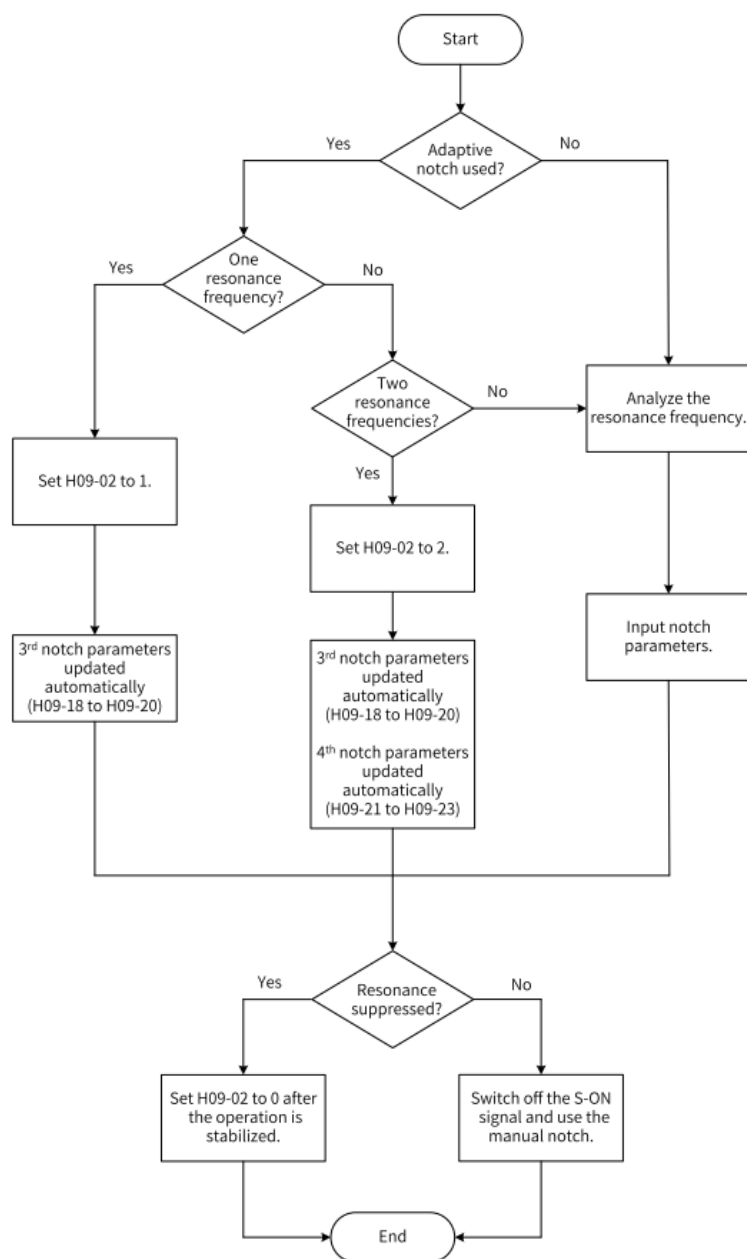 Start
Yes
Adaptive
notch used?
No
Yes
One
resonance
frequency?
No
Two
resonance
frequencies?
No
Analyze the
resonance frequency.
Yes
Set H09-02 to 1.
Set H09-02 to 2.
Input notch
parameters.
3rd notch parameters
updated
automatically
(H09-18 to H09-20)
3rd notch parameters
updated
automatically
(H09-18 to H09-20)
4th notch parameters
updated
automatically
(H09-21 to H09-23)
Yes
Resonance
suppressed?
No
Set H09-02 to 0 after
the operation is
stabilized.
Switch off the S-ON
signal and use the
manual notch.
End